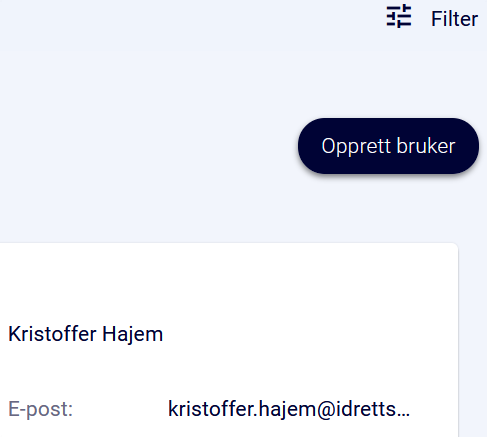 Filter
Opprett bruker
Kristoffer Hajem
E-post: kristoffer.hajem@idretts...